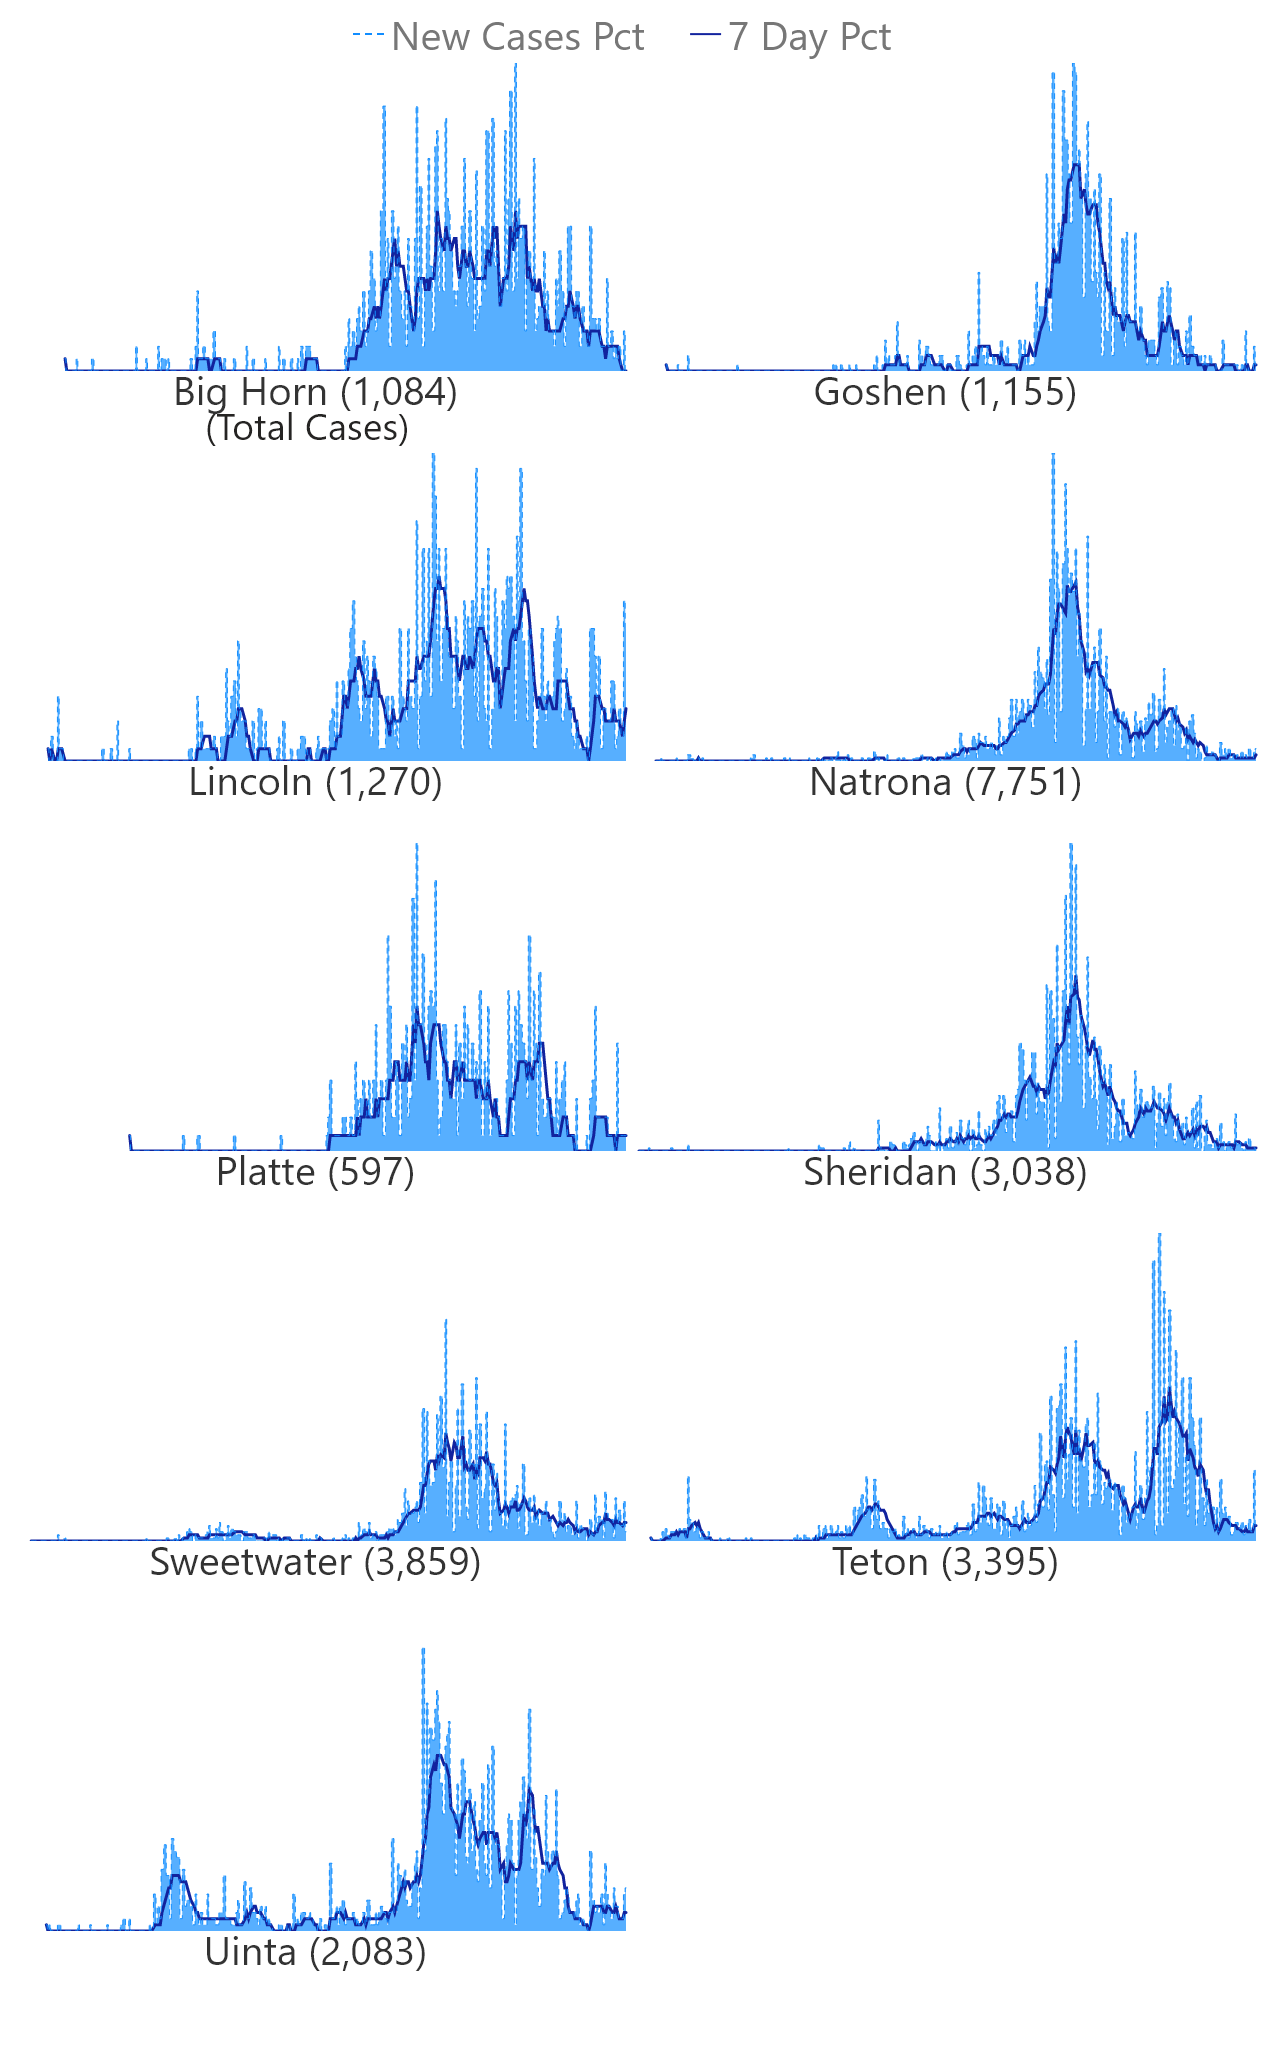 New Cases Pct 7 Day Pct
Big Horn (1,084)
(Total Cases)
Goshen (1,155)
Lincoln (1,270)
Natrona (7,751)
Platte (597)
Sheridan (3,038)
Sweetwater (3,859)
Teton (3,395)
Uinta (2,083)